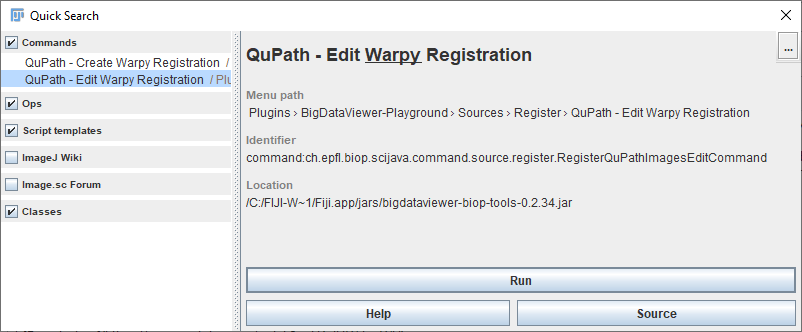 Quick Search
Commands
QuPath - Create Warpy Registration /
QuPath - Edit Warpy Registration / Plu
Ops
Script templates
ImageJ Wiki
Image.sc Forum
Classes
QuPath - Edit Warpy Registration
...
Menu path
Plugins › BigDataViewer-Playground › Sources › Register › QuPath - Edit Warpy Registration
Identifier
command:ch.epfl.biop.scijava.command.source.register.RegisterQuPathImagesEditCommand
Location
/C:/FIJI-W~1/Fiji.app/jars/bigdataviewer-biop-tools-0.2.34.jar
Run
Help
Source